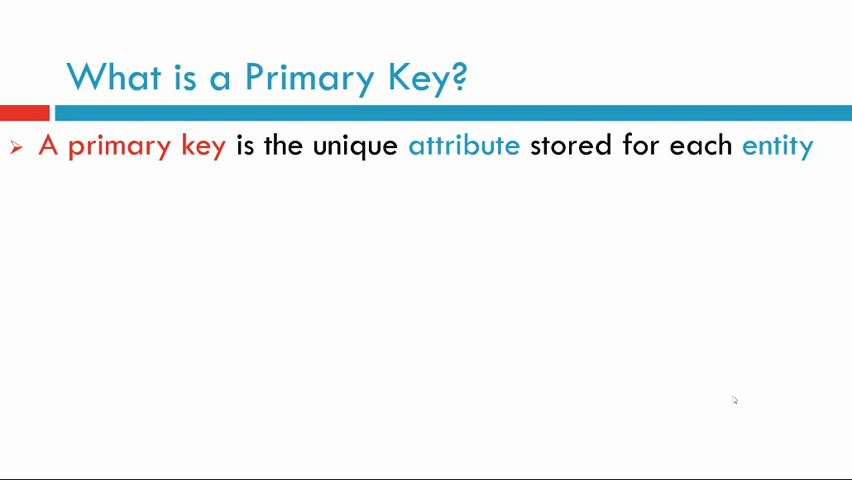 What is a Primary Key?
A primary key is the unique attribute stored for each entity